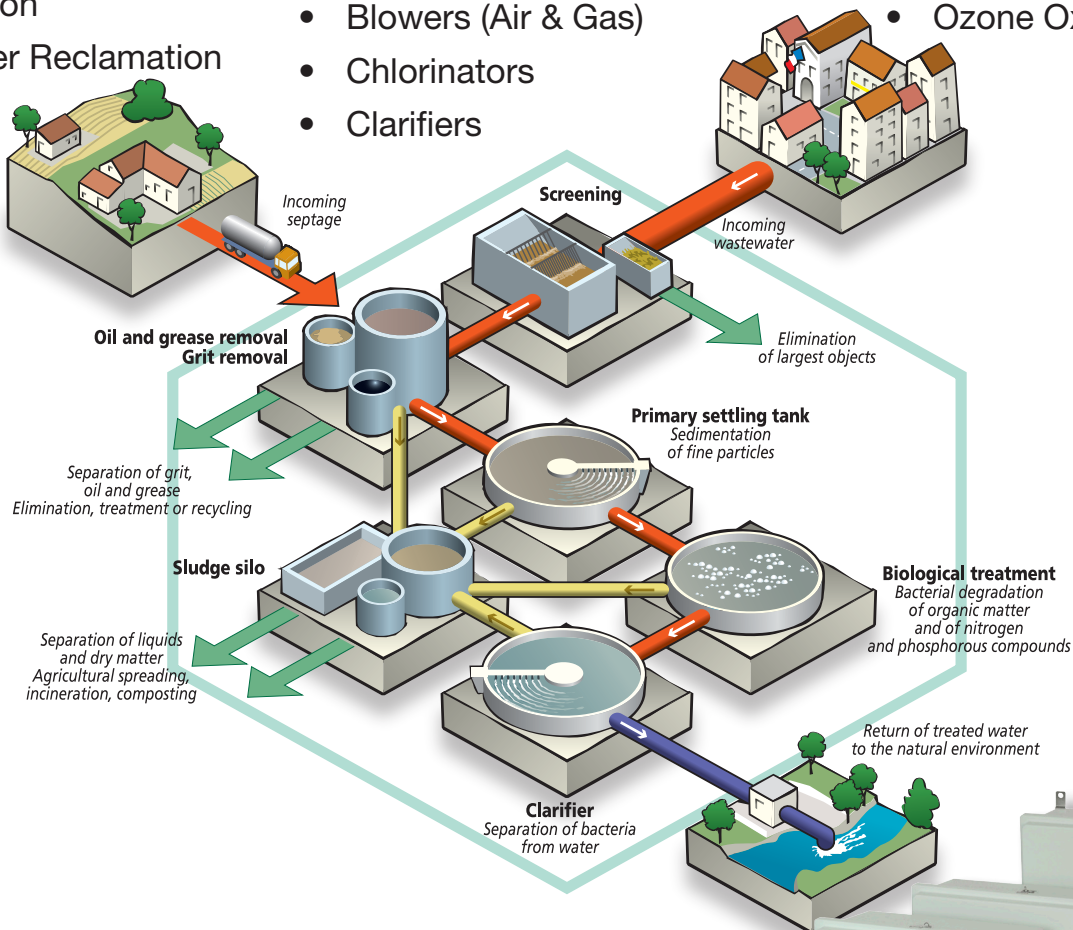 on
er Reclamation
• Blowers (Air & Gas)
• Chlorinators
• Clarifiers
• Ozone Ox
Incoming
septage
Screening
Incoming
wastewater
Oil and grease removal
Grit removal
Elimination
of largest objects
Primary settling tank
Sedimentation
of fine particles
Separation of grit,
oil and grease
Elimination, treatment or recycling
Sludge silo
Biological treatment
Bacterial degradation
of organic matter
and of nitrogen
and phosphorous compounds
Separation of liquids
and dry matter
Agricultural spreading,
incineration, composting
Return of treated water
to the natural environment
Clarifier
Separation of bacteria
from water